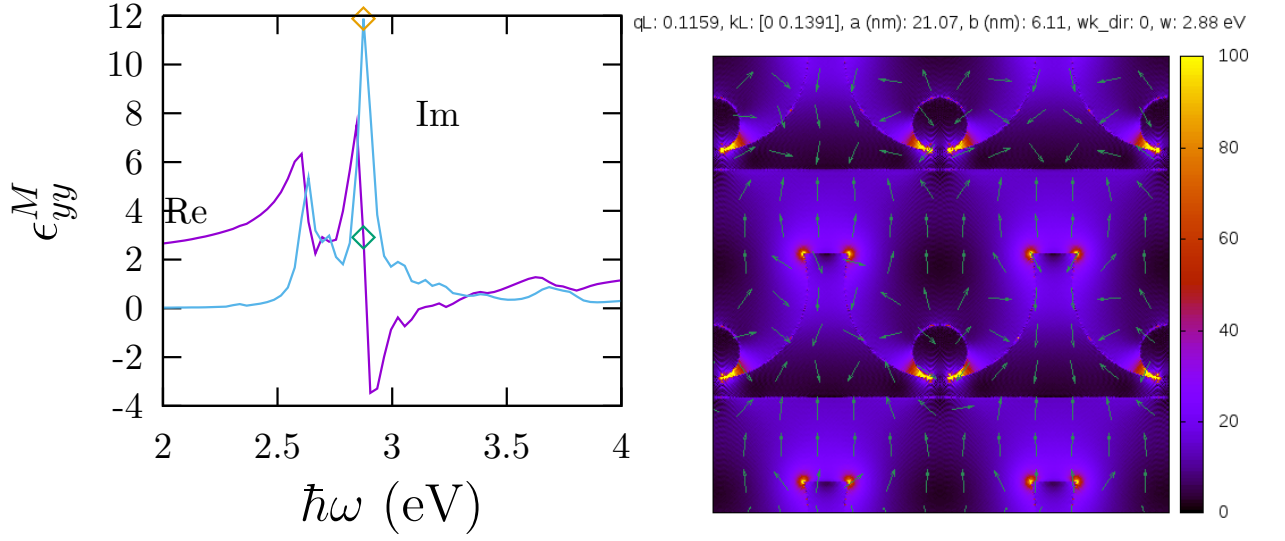 qL: 0.1159, kL: [0 0.1391], a (nm): 21.07, b (nm): 6.11, wk_dir: 0, w: 2.88 eV
12
10
8
6
4
2
0
-2
-4
ϵ^M_yy
Re
Im
2 2.5 3 3.5 4
ħω (eV)
100
80
60
40
20
0